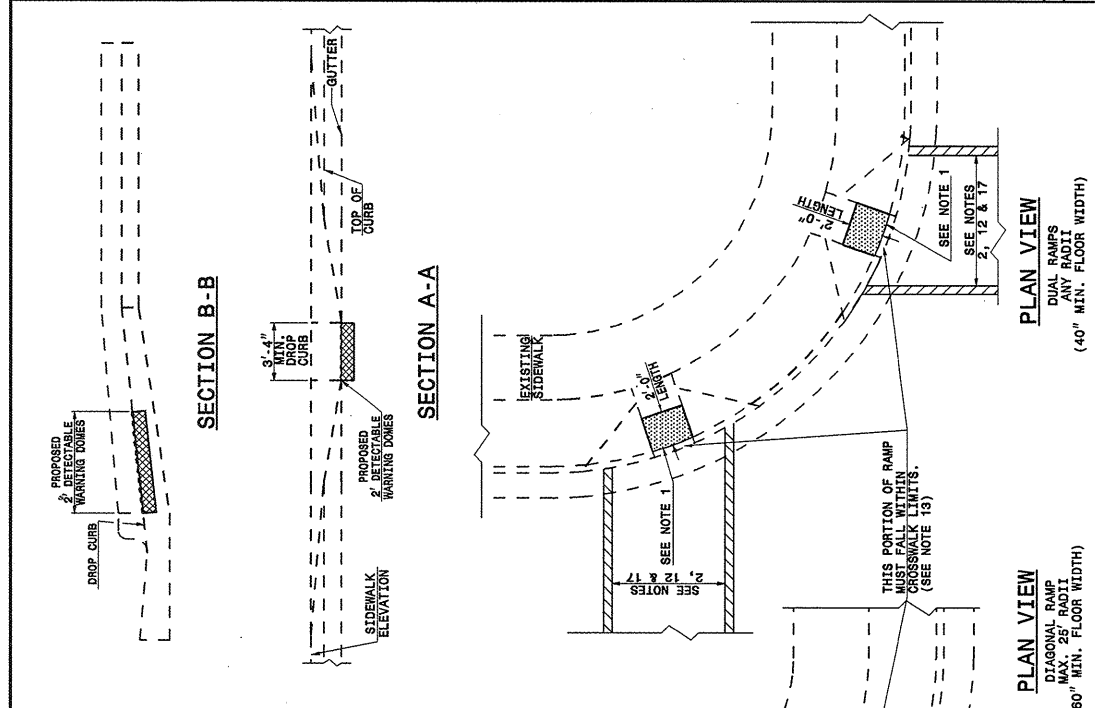 PROPOSED
2' DETECTABLE
WARNING DOMES
DROP CURB
SECTION B-B
GUTTER
TOP OF
CURB
3'-4"
MIN.
DROP
CURB
PROPOSED
2' DETECTABLE
WARNING DOMES
SIDEWALK
ELEVATION
SECTION A-A
EXISTING
SIDEWALK
2'-0"
LENGTH
SEE NOTE 1
SEE NOTES
2, 12 & 17
2'-0"
LENGTH
SEE NOTE 1
SEE NOTES
2, 12 & 17
THIS PORTION OF RAMP
MUST FALL WITHIN
CROSSWALK LIMITS.
(SEE NOTE 13)
PLAN VIEW
DUAL RAMPS
ANY RADII
(40" MIN. FLOOR WIDTH)
PLAN VIEW
DIAGONAL RAMP
MAX. 25' RADII
60" MIN. FLOOR WIDTH)